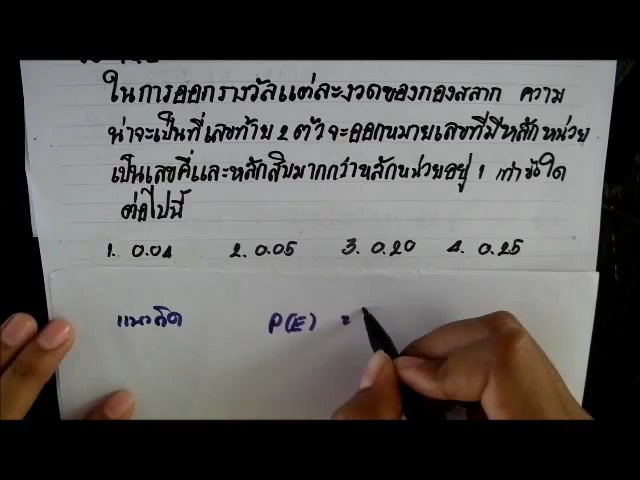 ในการออกรางวัลแต่ละงวดของกองสลาก ความ
น่าจะเป็นที่เลขท้าย 2 ตัวจะออกหมายเลขที่มีหลักหน่วย
เป็นเลขคี่และหลักสิบมากกว่าหลักหน่วยอยู่ 1 เท่ากับข้อใด
ต่อไปนี้
1. 0.04 2. 0.05 3. 0.20 4. 0.25
แนวคิด P(E) =